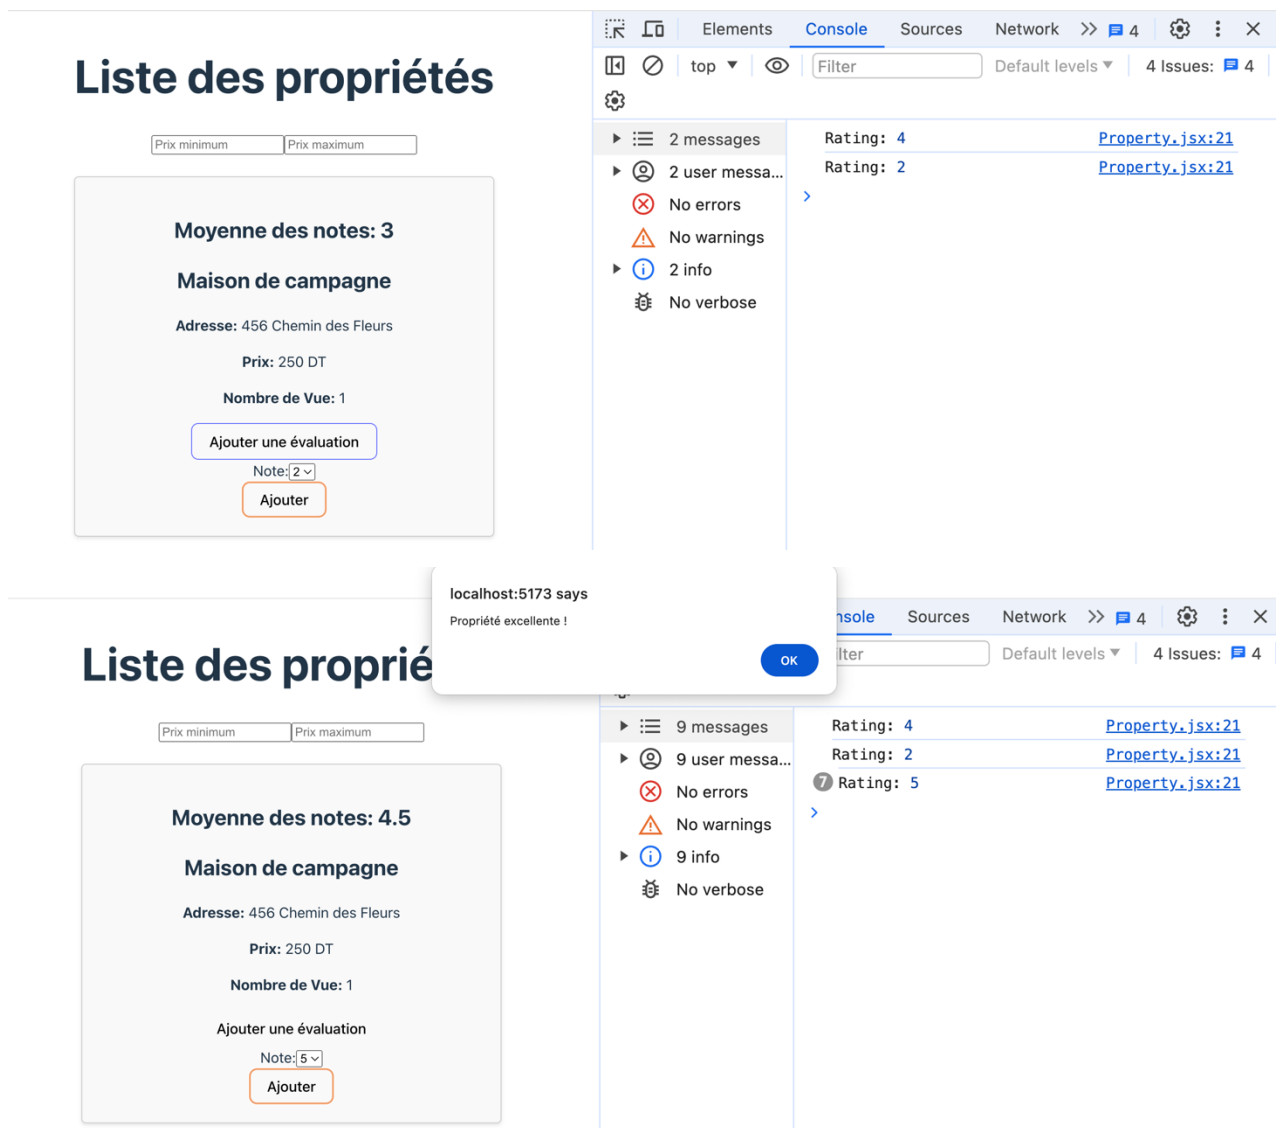 Liste des propriétés
Prix minimum Prix maximum
Moyenne des notes: 3
Maison de campagne
Adresse: 456 Chemin des Fleurs
Prix: 250 DT
Nombre de Vue: 1
Ajouter une évaluation
Note: 2
Ajouter
Elements Console Sources Network 4
top Filter Default levels 4 Issues: 4
2 messages
2 user messa...
No errors
No warnings
2 info
No verbose
Rating: 4 Property.jsx:21
Rating: 2 Property.jsx:21
localhost:5173 says
Propriété excellente !
OK
Liste des proprié
Prix minimum Prix maximum
Moyenne des notes: 4.5
Maison de campagne
Adresse: 456 Chemin des Fleurs
Prix: 250 DT
Nombre de Vue: 1
Ajouter une évaluation
Note: 5
Ajouter
nsole Sources Network 4
lter Default levels 4 Issues: 4
9 messages
9 user messa...
No errors
No warnings
9 info
No verbose
Rating: 4 Property.jsx:21
Rating: 2 Property.jsx:21
7 Rating: 5 Property.jsx:21